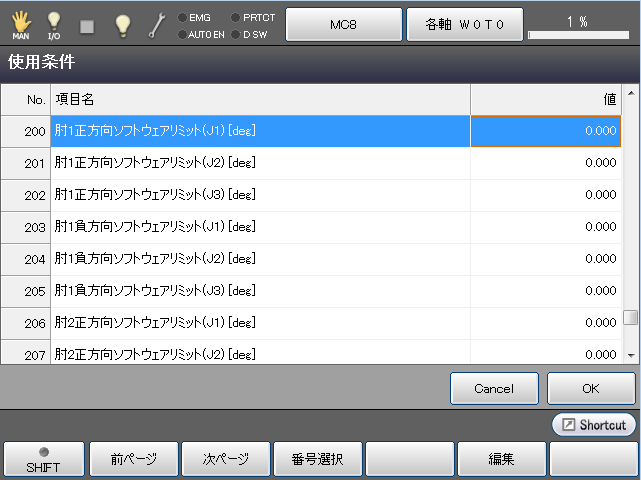 MAN I/O EMG PRTCT AUTO EN D SW MC8 各軸 W0T0 1 %
使用条件
No. 項目名 値
200 肘1正方向ソフトウェアリミット(J1) [deg] 0.000
201 肘1正方向ソフトウェアリミット(J2) [deg] 0.000
202 肘1正方向ソフトウェアリミット(J3) [deg] 0.000
203 肘1負方向ソフトウェアリミット(J1) [deg] 0.000
204 肘1負方向ソフトウェアリミット(J2) [deg] 0.000
205 肘1負方向ソフトウェアリミット(J3) [deg] 0.000
206 肘2正方向ソフトウェアリミット(J1) [deg] 0.000
207 肘2正方向ソフトウェアリミット(J2) [deg] 0.000
Cancel OK
Shortcut
SHIFT 前ページ 次ページ 番号選択 編集